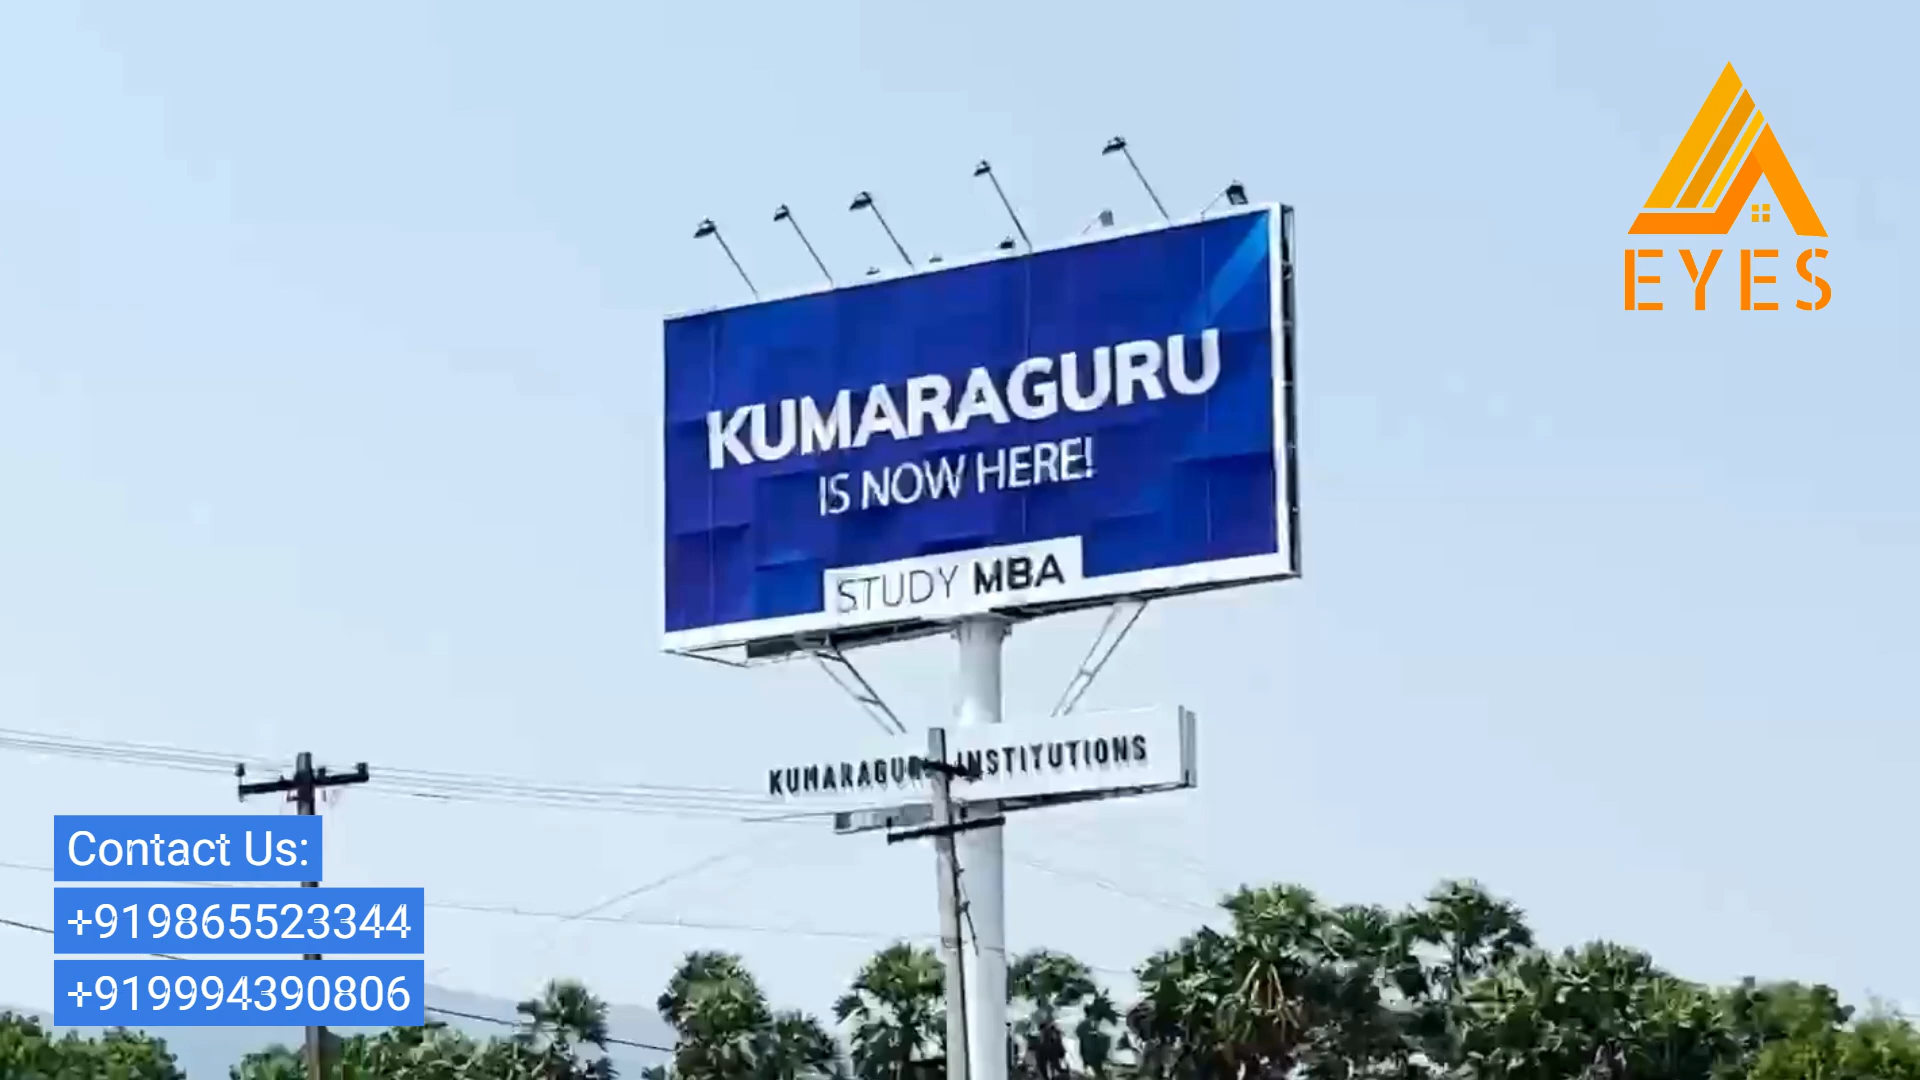 EYES
KUMARAGURU
IS NOW HERE!
STUDY MBA
KUMARAGURU INSTITUTIONS
Contact Us:
+919865523344
+919994390806